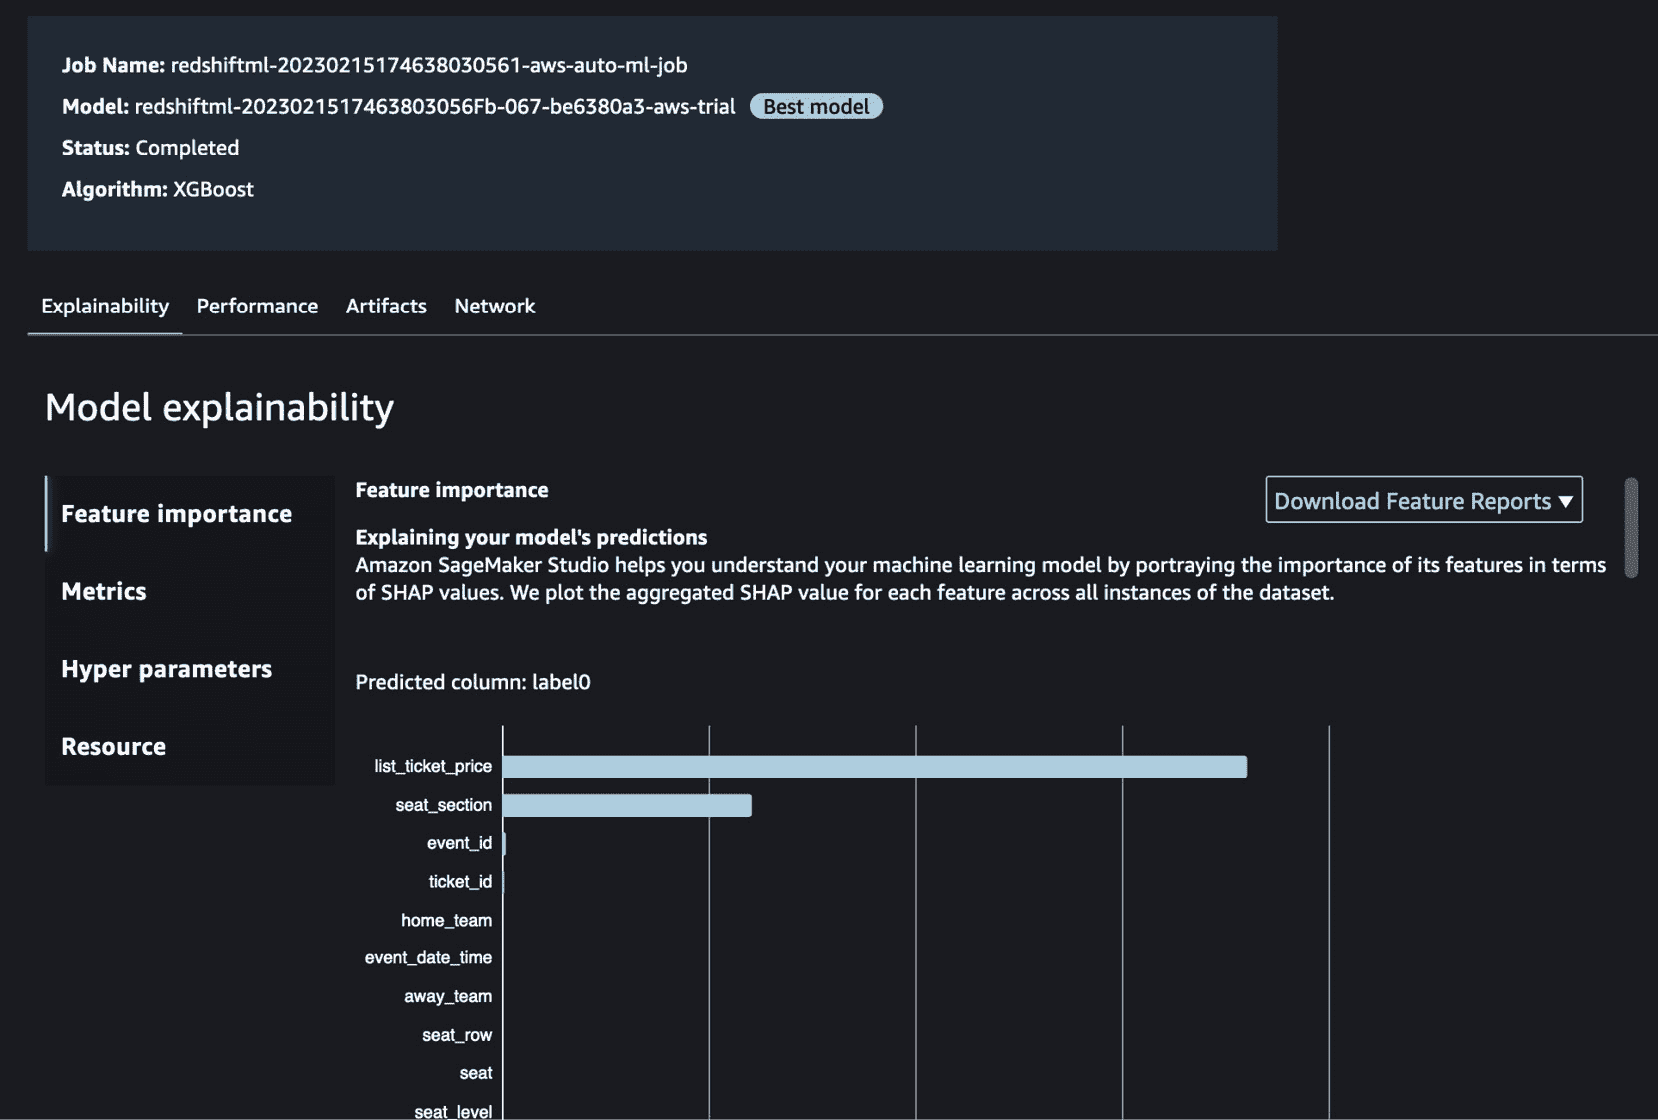 Job Name: redshiftml-20230215174638030561-aws-auto-ml-job
Model: redshiftml-2023021517463803056Fb-067-be6380a3-aws-trial Best model
Status: Completed
Algorithm: XGBoost
Explainability Performance Artifacts Network
Model explainability
Feature importance
Metrics
Hyper parameters
Resource
Feature importance
Download Feature Reports ▼
Explaining your model's predictions
Amazon SageMaker Studio helps you understand your machine learning model by portraying the importance of its features in terms
of SHAP values. We plot the aggregated SHAP value for each feature across all instances of the dataset.
Predicted column: label0
list_ticket_price
seat_section
event_id
ticket_id
home_team
event_date_time
away_team
seat_row
seat
seat_level